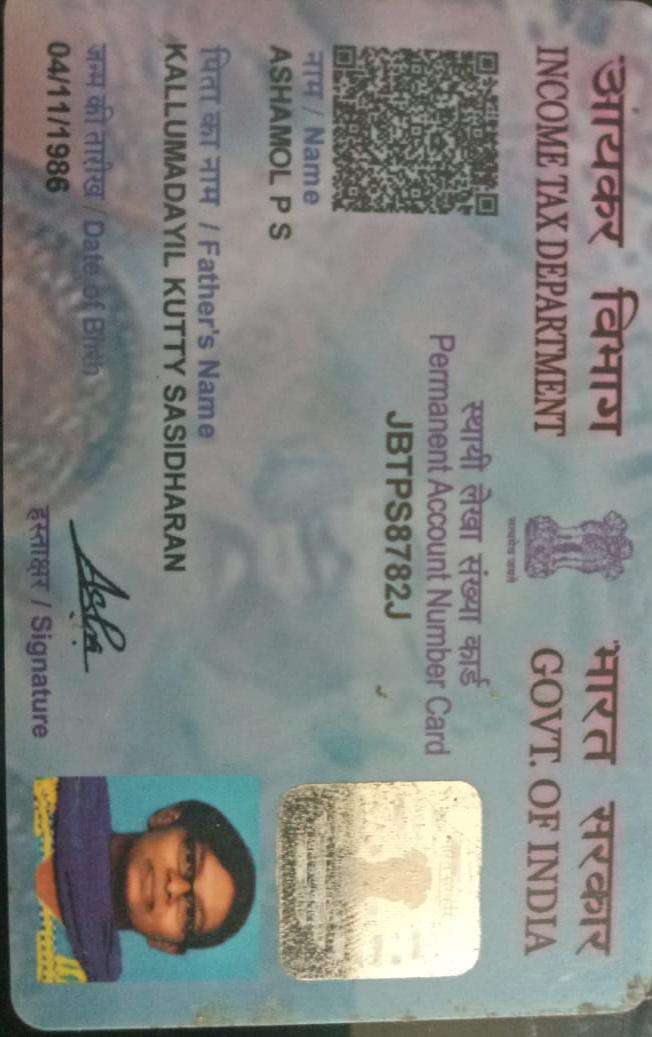 आयकर विभाग
INCOME TAX DEPARTMENT
सत्यमेव जयते
भारत सरकार
GOVT. OF INDIA
स्थायी लेखा संख्या कार्ड
Permanent Account Number Card
JBTPS8782J
नाम / Name
ASHAMOL P S
पिता का नाम / Father's Name
KALLUMADAYIL KUTTY SASIDHARAN
जन्म की तारीख / Date of Birth
04/11/1986
Asha
हस्ताक्षर / Signature